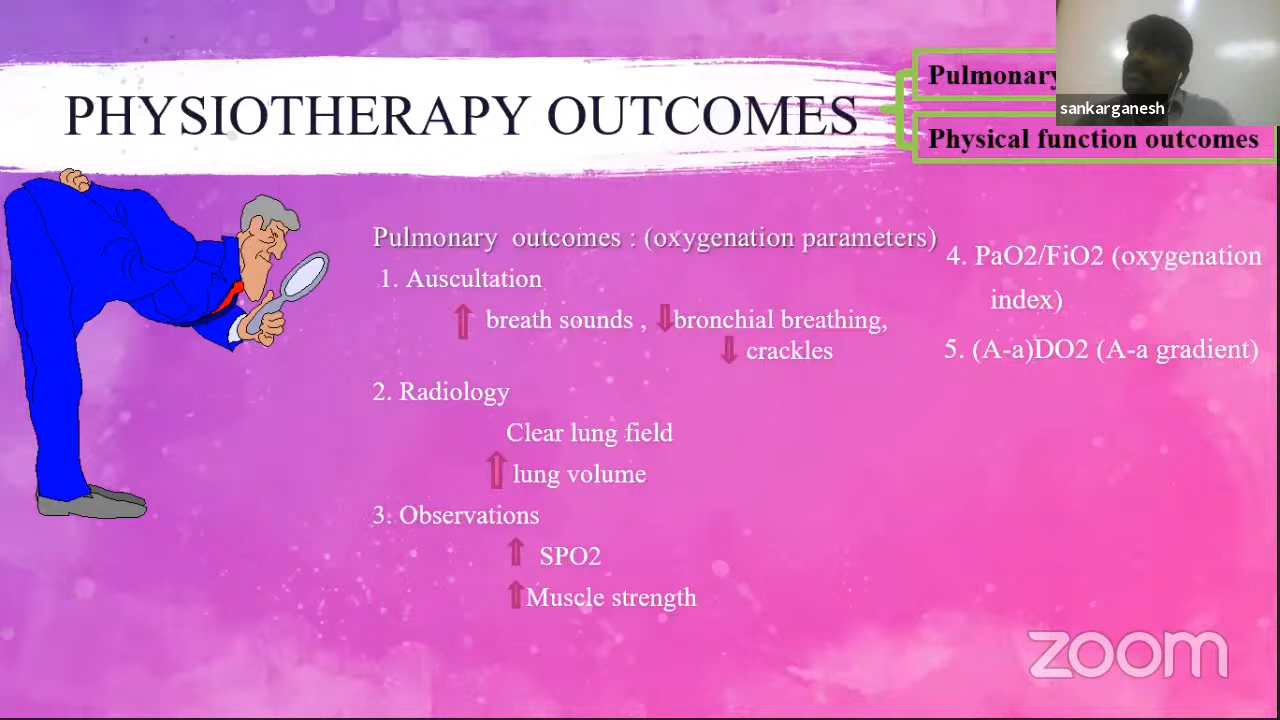 PHYSIOTHERAPY OUTCOMES
Pulmonary
sankarganesh
Physical function outcomes
Pulmonary outcomes : (oxygenation parameters)
1. Auscultation
breath sounds , bronchial breathing,
crackles
2. Radiology
Clear lung field
lung volume
3. Observations
SPO2
Muscle strength
4. PaO2/FiO2 (oxygenation
index)
5. (A-a)DO2 (A-a gradient)
zoom